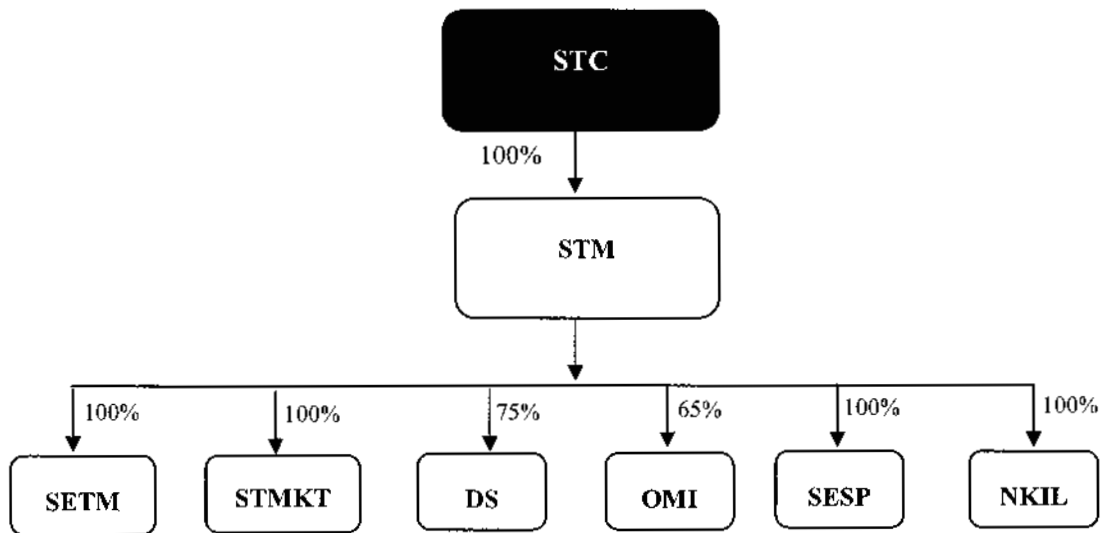 STC
100%
STM
100% 100% 75% 65% 100% 100%
SETM STMKT DS OMI SESP NKIL